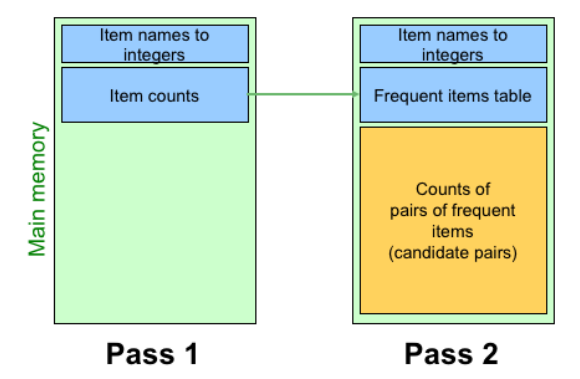 Item names to
integers
Item counts
Item names to
integers
Frequent items table
Counts of
pairs of frequent
items
(candidate pairs)
Main memory
Pass 1
Pass 2